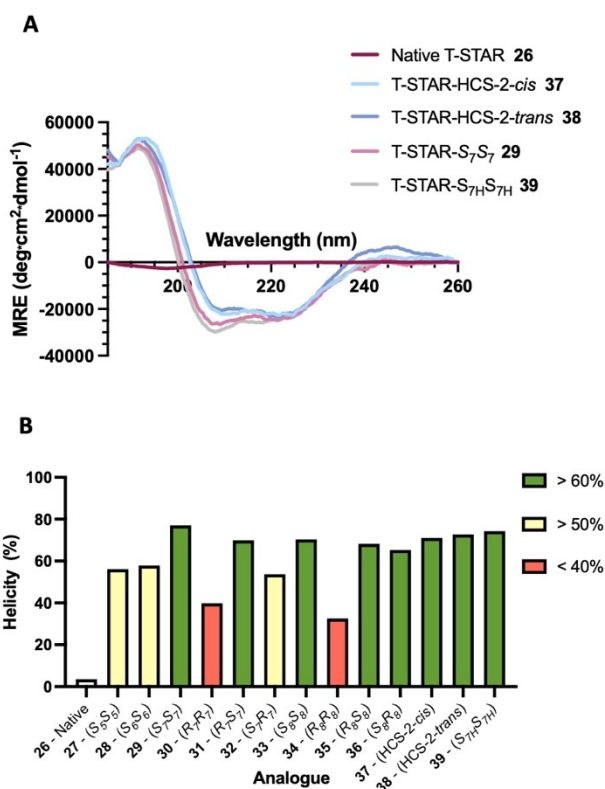 A
Native T-STAR 26
T-STAR-HCS-2-cis 37
T-STAR-HCS-2-trans 38
T-STAR-S₇S₇ 29
T-STAR-S₇ₕS₇ₕ 39
60000
40000
20000
0
-20000
-40000
MRE (deg·cm²·dmol⁻¹)
Wavelength (nm)
200
220
240
260
B
100
80
60
40
20
0
Helicity (%)
> 60%
> 50%
< 40%
26 - Native
27 - (S₅S₅)
28 - (S₆S₆)
29 - (S₇S₇)
30 - (R₇R₇)
31 - (R₇S₇)
32 - (S₇R₇)
33 - (S₈S₈)
34 - (R₈R₈)
35 - (R₈S₈)
36 - (S₈R₈)
37 - (HCS-2-cis)
38 - (HCS-2-trans)
39 - (S₇ₕS₇ₕ)
Analogue